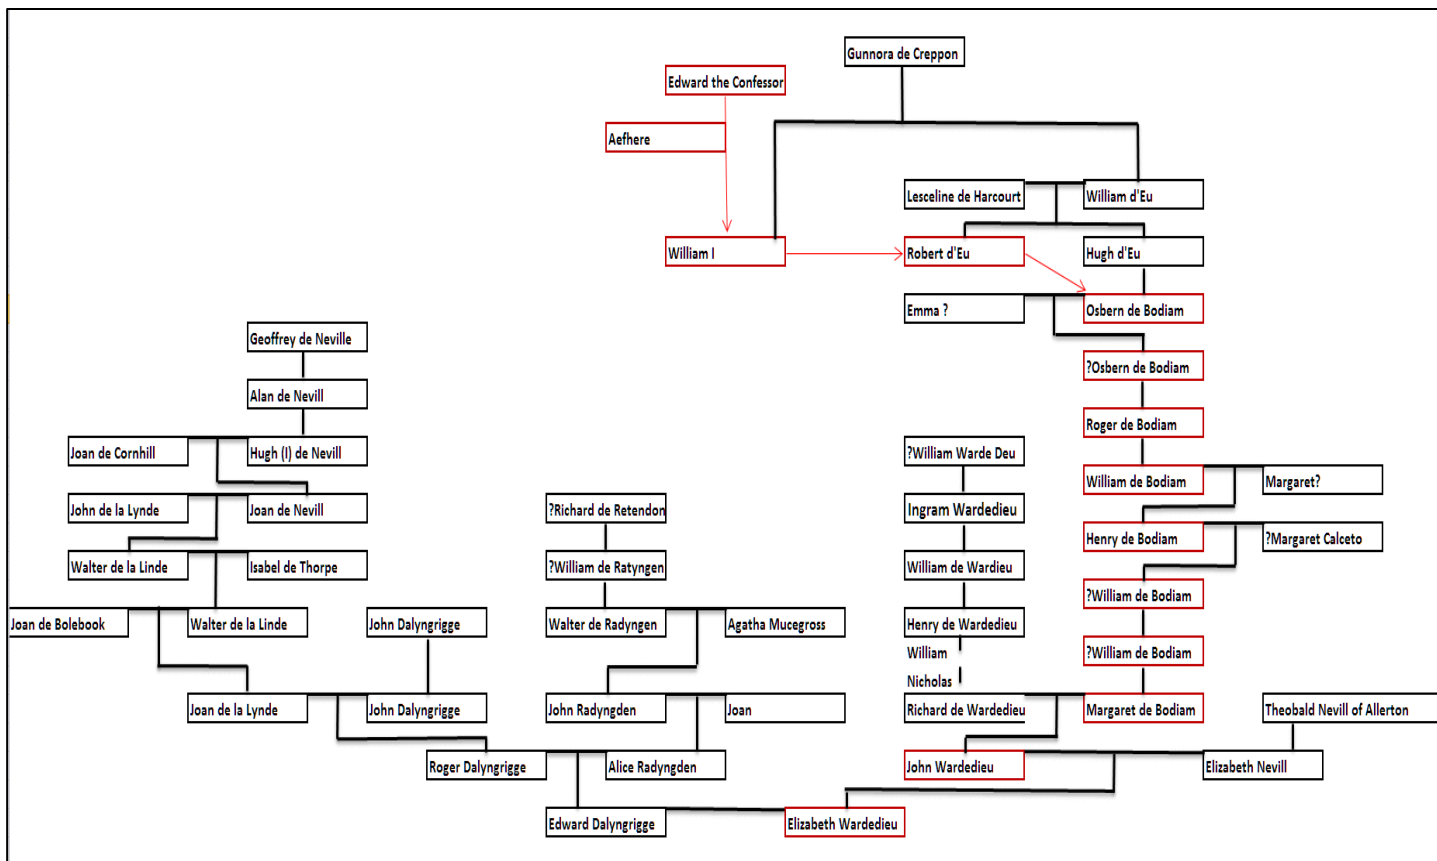 Gunnora de Creppon
Edward the Confessor
Aefhere
Lesceline de Harcourt
William d'Eu
William I
Robert d'Eu
Hugh d'Eu
Emma ?
Osbern de Bodiam
Geoffrey de Neville
?Osbern de Bodiam
Alan de Nevill
Roger de Bodiam
Joan de Cornhill
Hugh (I) de Nevill
?William Warde Deu
William de Bodiam
Margaret?
John de la Lynde
Joan de Nevill
?Richard de Retendon
Ingram Wardedieu
Henry de Bodiam
?Margaret Calceto
Walter de la Linde
Isabel de Thorpe
?William de Ratyngen
William de Wardieu
?William de Bodiam
Joan de Bolebook
Walter de la Linde
John Dalyngrigge
Walter de Radyngen
Agatha Mucegross
Henry de Wardedieu
?William de Bodiam
William
Nicholas
Joan de la Lynde
John Dalyngrigge
John Radyngden
Joan
Richard de Wardedieu
Margaret de Bodiam
Theobald Nevill of Allerton
Roger Dalyngrigge
Alice Radyngden
John Wardedieu
Elizabeth Nevill
Edward Dalyngrigge
Elizabeth Wardedieu